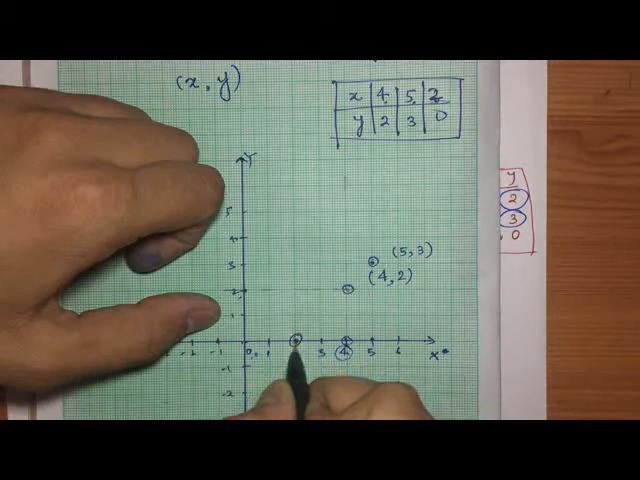 (x, y)
x 4 5 2
y 2 3 0
y
2
3
, 0
Y
5
4
3
2
1
(5, 3)
(4, 2)
-2 -1 0 1 3 4 5 6 X
-1
-2